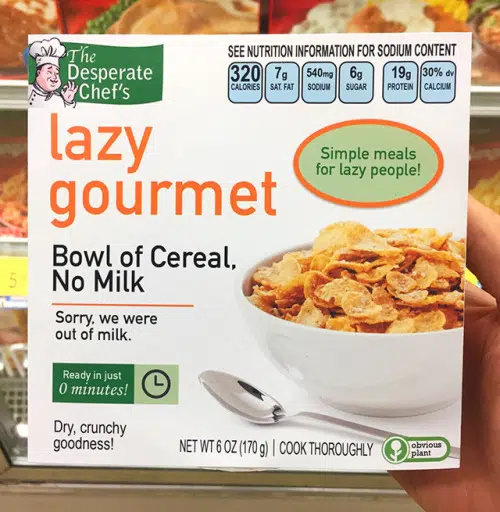 The
Desperate
Chef's
SEE NUTRITION INFORMATION FOR SODIUM CONTENT
320 7g 540mg 6g 19g 30% dv
CALORIES SAT. FAT SODIUM SUGAR PROTEIN CALCIUM
lazy
gourmet
Simple meals
for lazy people!
Bowl of Cereal,
No Milk
Sorry, we were
out of milk.
Ready in just
0 minutes!
Dry, crunchy
goodness!
NET WT 6 OZ (170 g) | COOK THOROUGHLY
obvious
plant